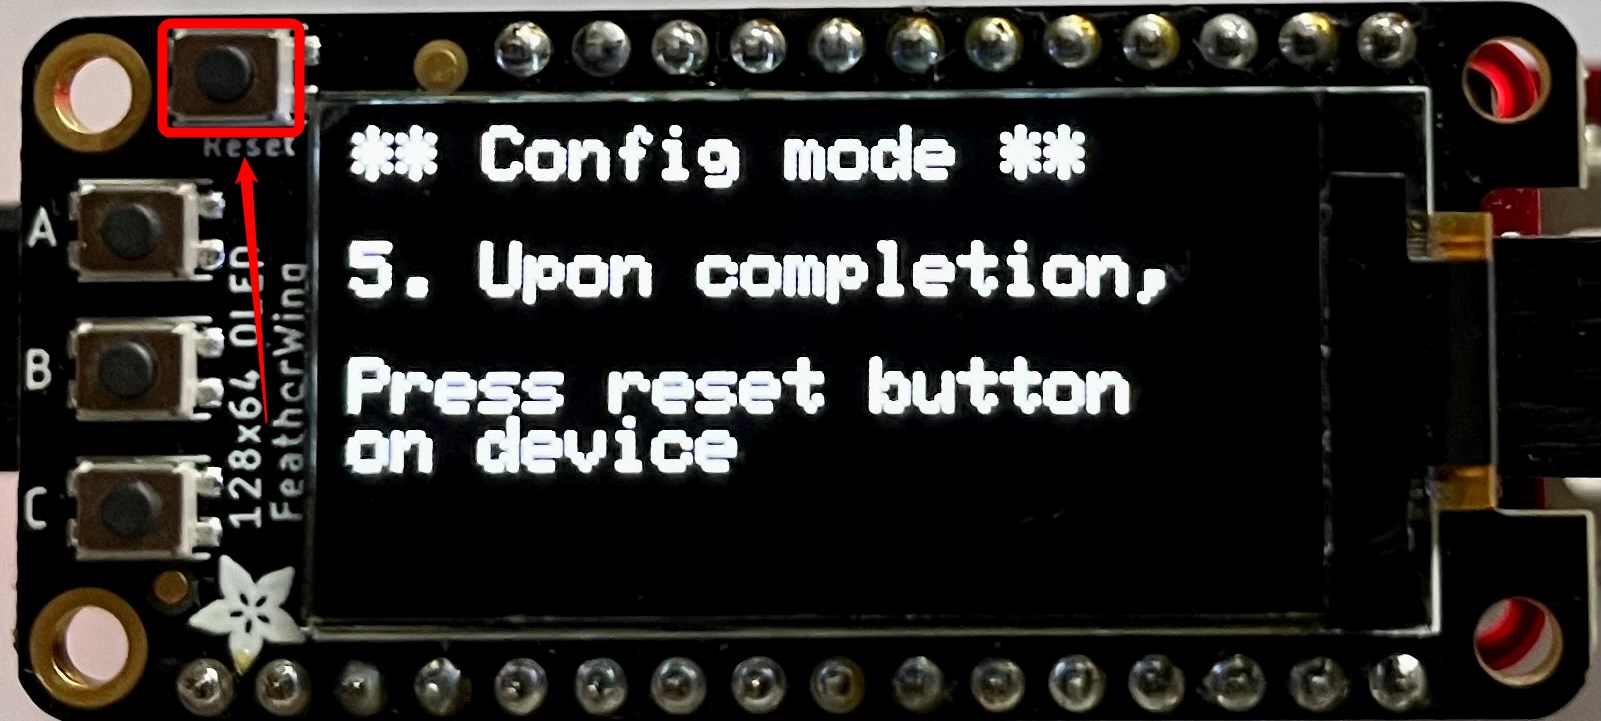 Reset
** Config mode **
A
5. Upon completion,
B
Press reset button
on device
C
128x64 OLED
FeatherWing